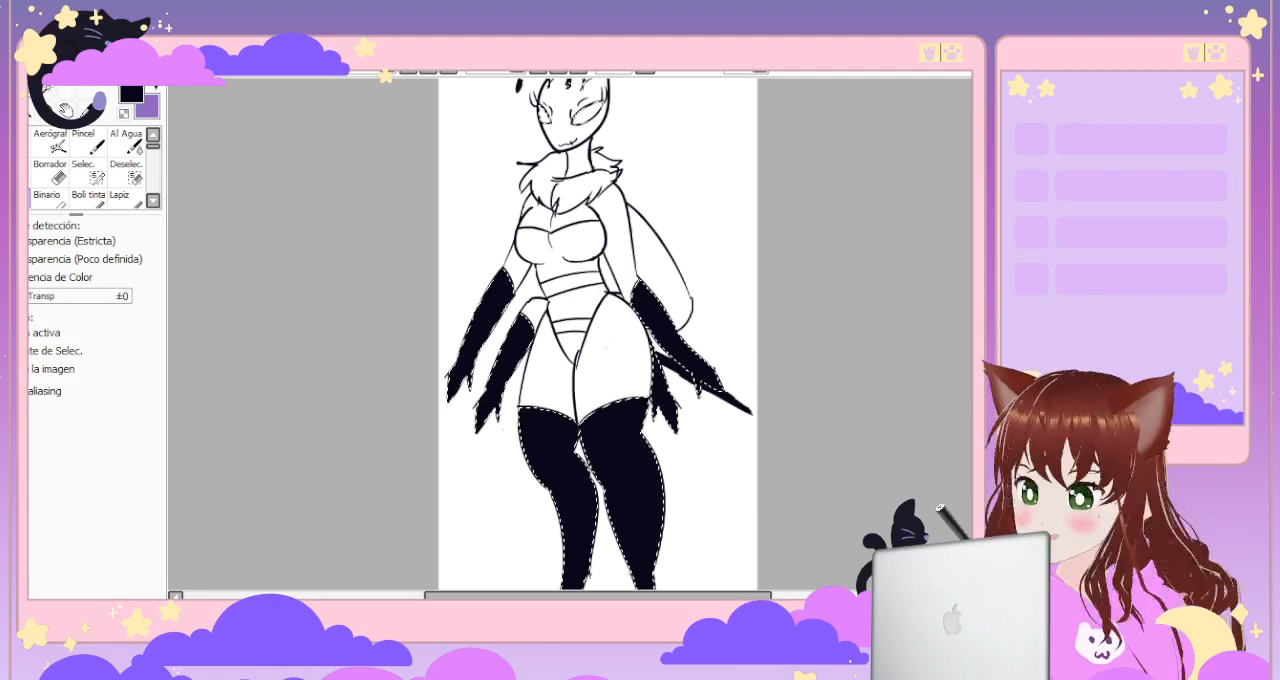 Aerógraf Pincel Al Agua
Borrador Selec. Deselec.
Binario Boli tinta Lapiz
e detección:
sparencia (Estricta)
sparencia (Poco definida)
encia de Color
Transp ±0
o:
a activa
te de Selec.
la imagen
aliasing